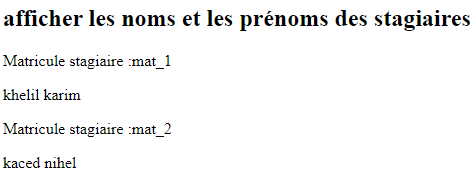 afficher les noms et les prénoms des stagiaires
Matricule stagiaire :mat_1
khelil karim
Matricule stagiaire :mat_2
kaced nihel